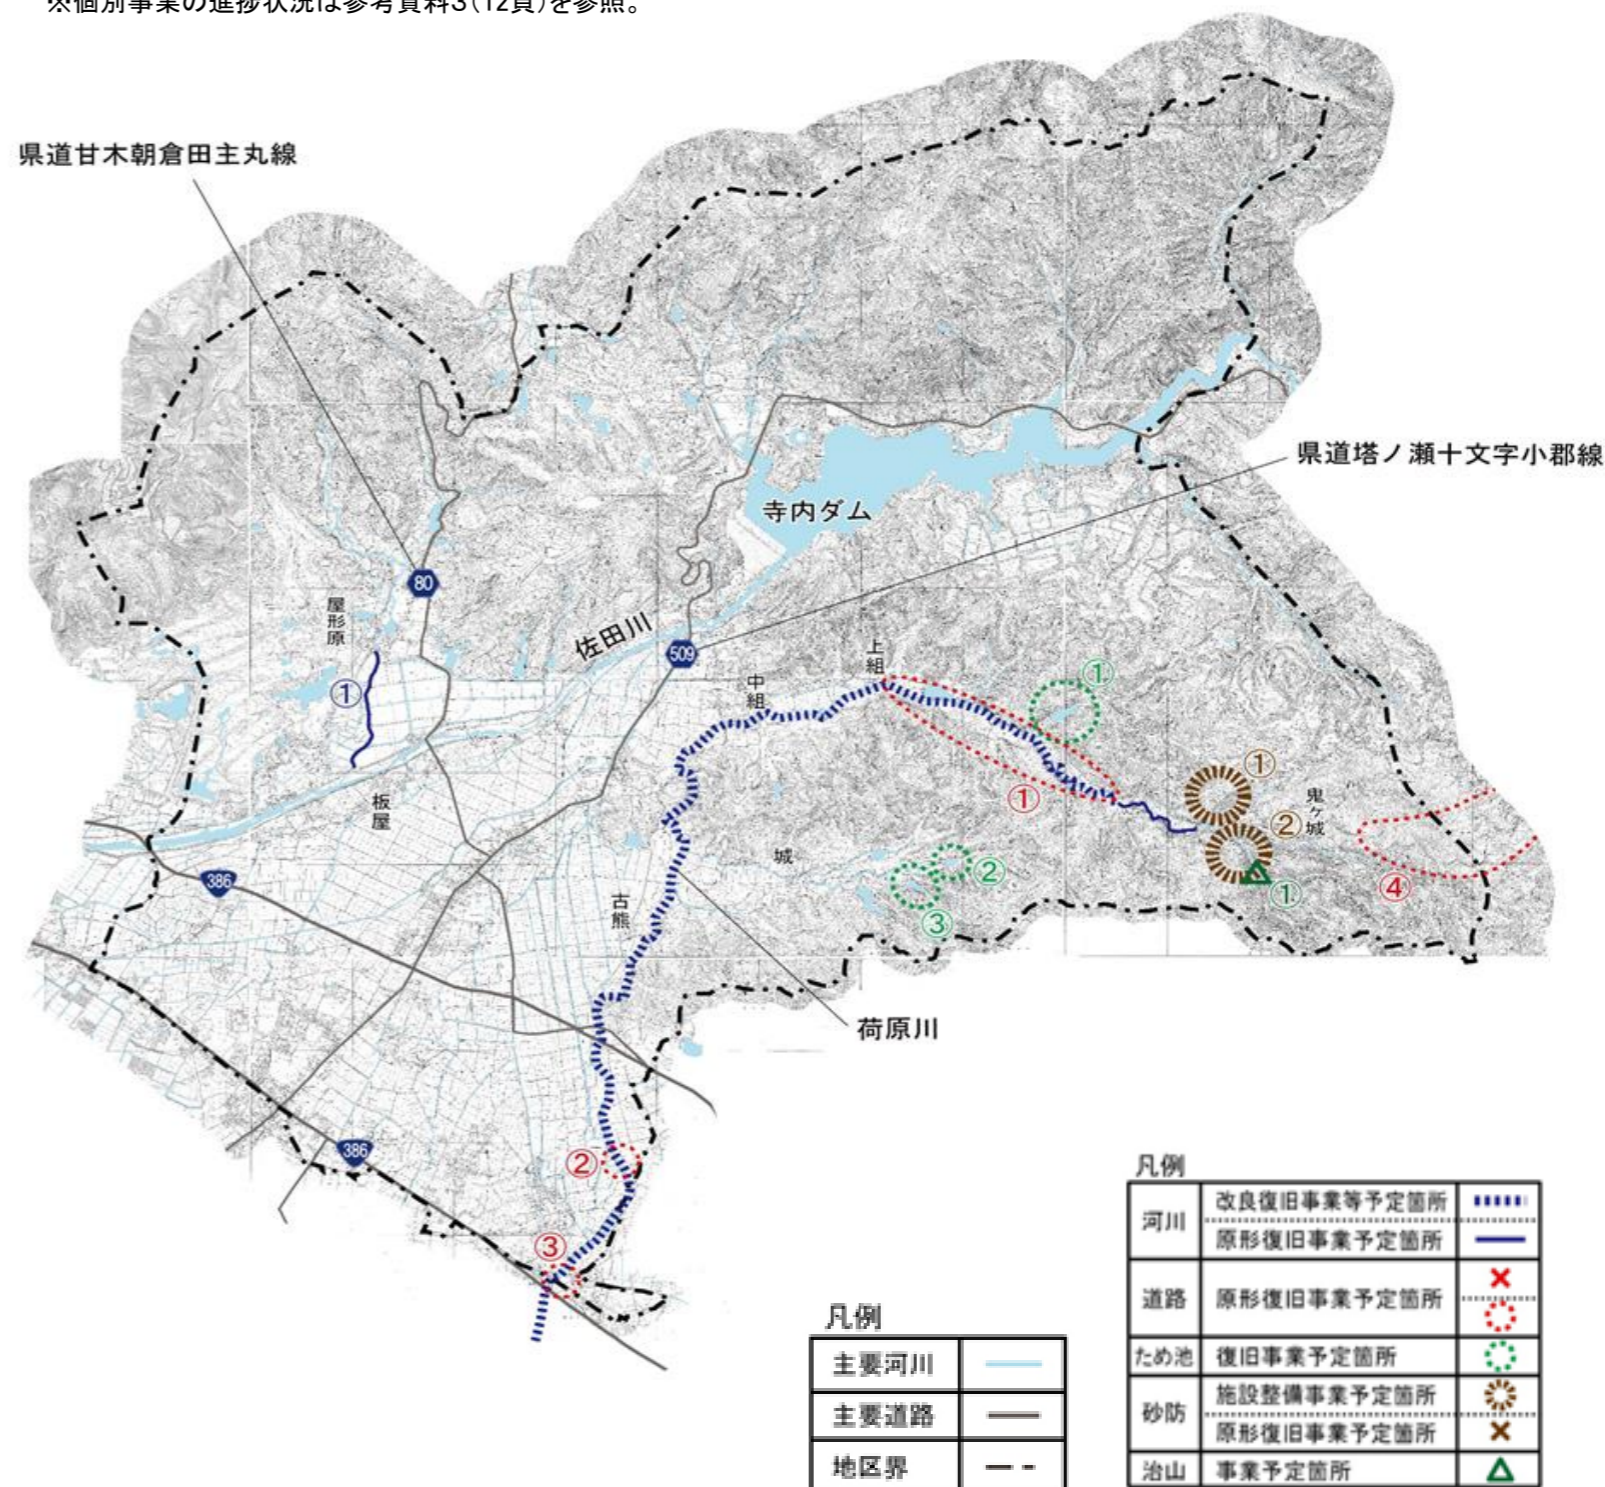 ※個別事業の進捗状況は参考資料3(12頁)を参照。
県道甘木朝倉田主丸線
県道塔ノ瀬十文字小郡線
寺内ダム
80
屋形原
佐田川
509
上組
中組
①
①
①
①
②
鬼ヶ城
板屋
城
②
③
①
④
386
古熊
荷原川
386
②
③
凡例
主要河川
主要道路
地区界
凡例
河川
改良復旧事業等予定箇所
原形復旧事業予定箇所
道路
原形復旧事業予定箇所
ため池
復旧事業予定箇所
砂防
施設整備事業予定箇所
原形復旧事業予定箇所
治山
事業予定箇所